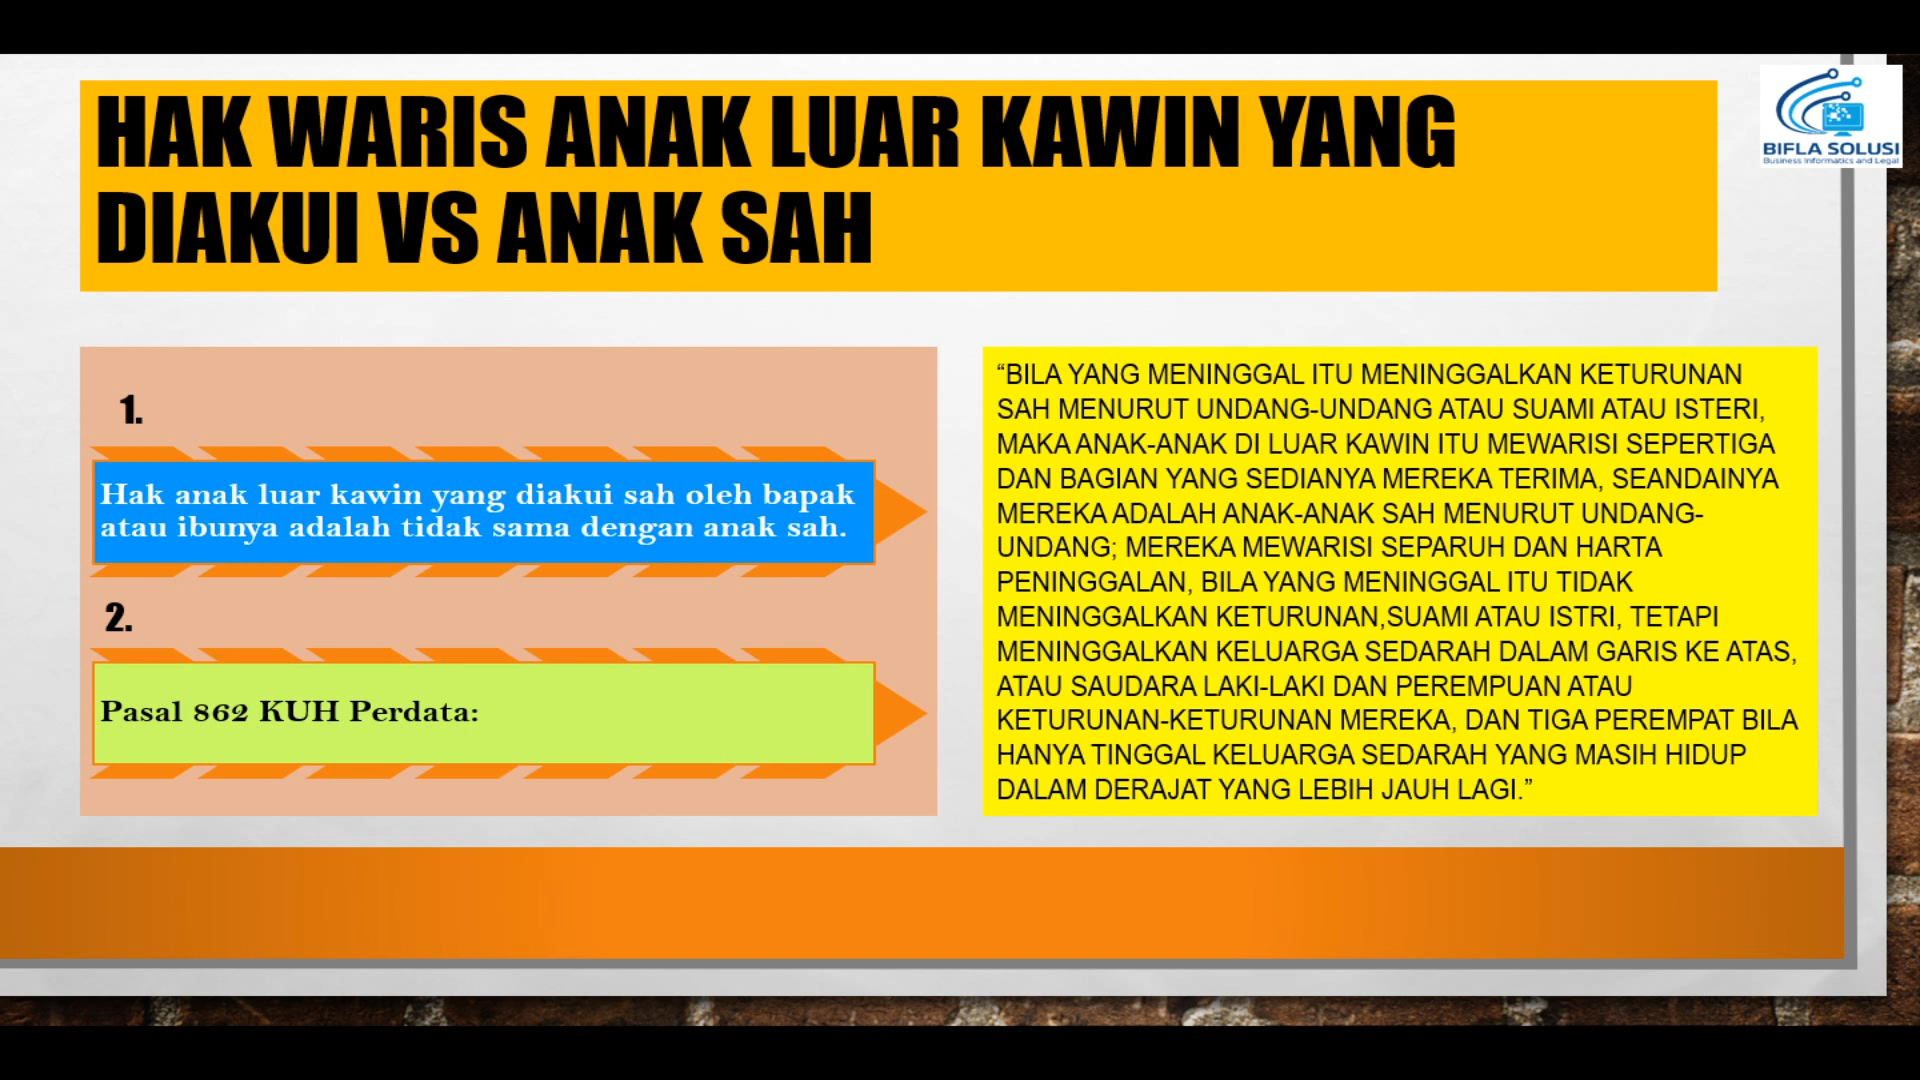 HAK WARIS ANAK LUAR KAWIN YANG
DIAKUI VS ANAK SAH
BIFLA SOLUSI
Business Informatics and Legal
1.
Hak anak luar kawin yang diakui sah oleh bapak
atau ibunya adalah tidak sama dengan anak sah.
2.
Pasal 862 KUH Perdata:
“BILA YANG MENINGGAL ITU MENINGGALKAN KETURUNAN
SAH MENURUT UNDANG-UNDANG ATAU SUAMI ATAU ISTERI,
MAKA ANAK-ANAK DI LUAR KAWIN ITU MEWARISI SEPERTIGA
DAN BAGIAN YANG SEDIANYA MEREKA TERIMA, SEANDAINYA
MEREKA ADALAH ANAK-ANAK SAH MENURUT UNDANG-
UNDANG; MEREKA MEWARISI SEPARUH DAN HARTA
PENINGGALAN, BILA YANG MENINGGAL ITU TIDAK
MENINGGALKAN KETURUNAN,SUAMI ATAU ISTRI, TETAPI
MENINGGALKAN KELUARGA SEDARAH DALAM GARIS KE ATAS,
ATAU SAUDARA LAKI-LAKI DAN PEREMPUAN ATAU
KETURUNAN-KETURUNAN MEREKA, DAN TIGA PEREMPAT BILA
HANYA TINGGAL KELUARGA SEDARAH YANG MASIH HIDUP
DALAM DERAJAT YANG LEBIH JAUH LAGI.”